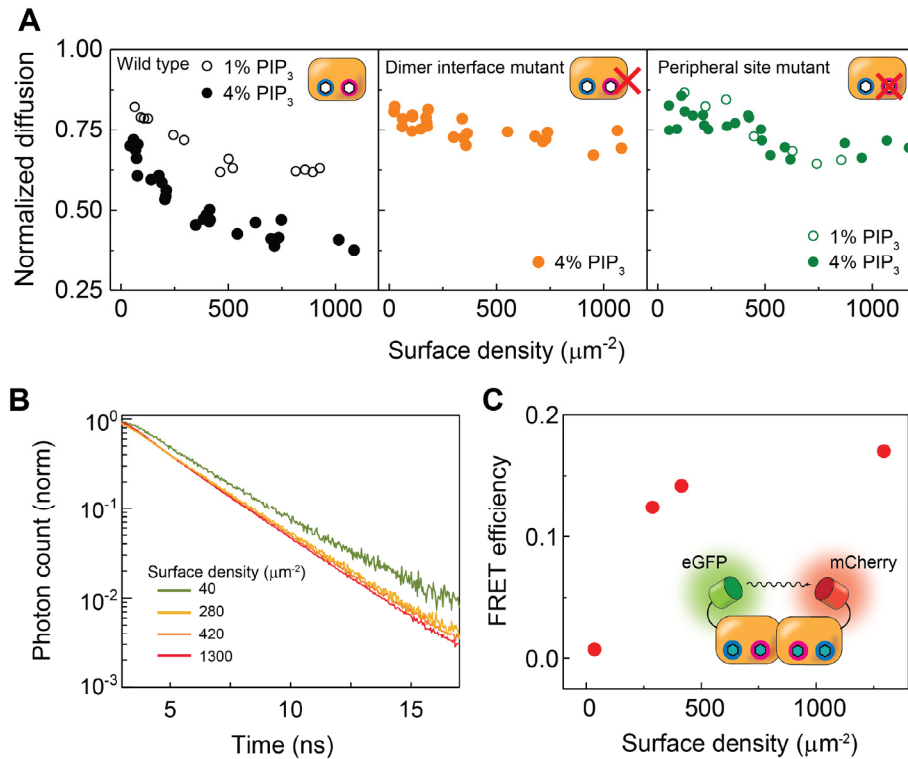 A
Normalized diffusion
1.00
0.75
0.50
0.25
Wild type
1% PIP₃
4% PIP₃
Dimer interface mutant
4% PIP₃
Peripheral site mutant
1% PIP₃
4% PIP₃
0 500 1000 0 500 1000 0 500 1000
Surface density (μm⁻²)
B
Photon count (norm)
10⁰
10⁻¹
10⁻²
10⁻³
Surface density (μm⁻²)
40
280
420
1300
5 10 15
Time (ns)
C
FRET efficiency
0.2
0.1
0.0
eGFP
mCherry
0 500 1000
Surface density (μm⁻²)